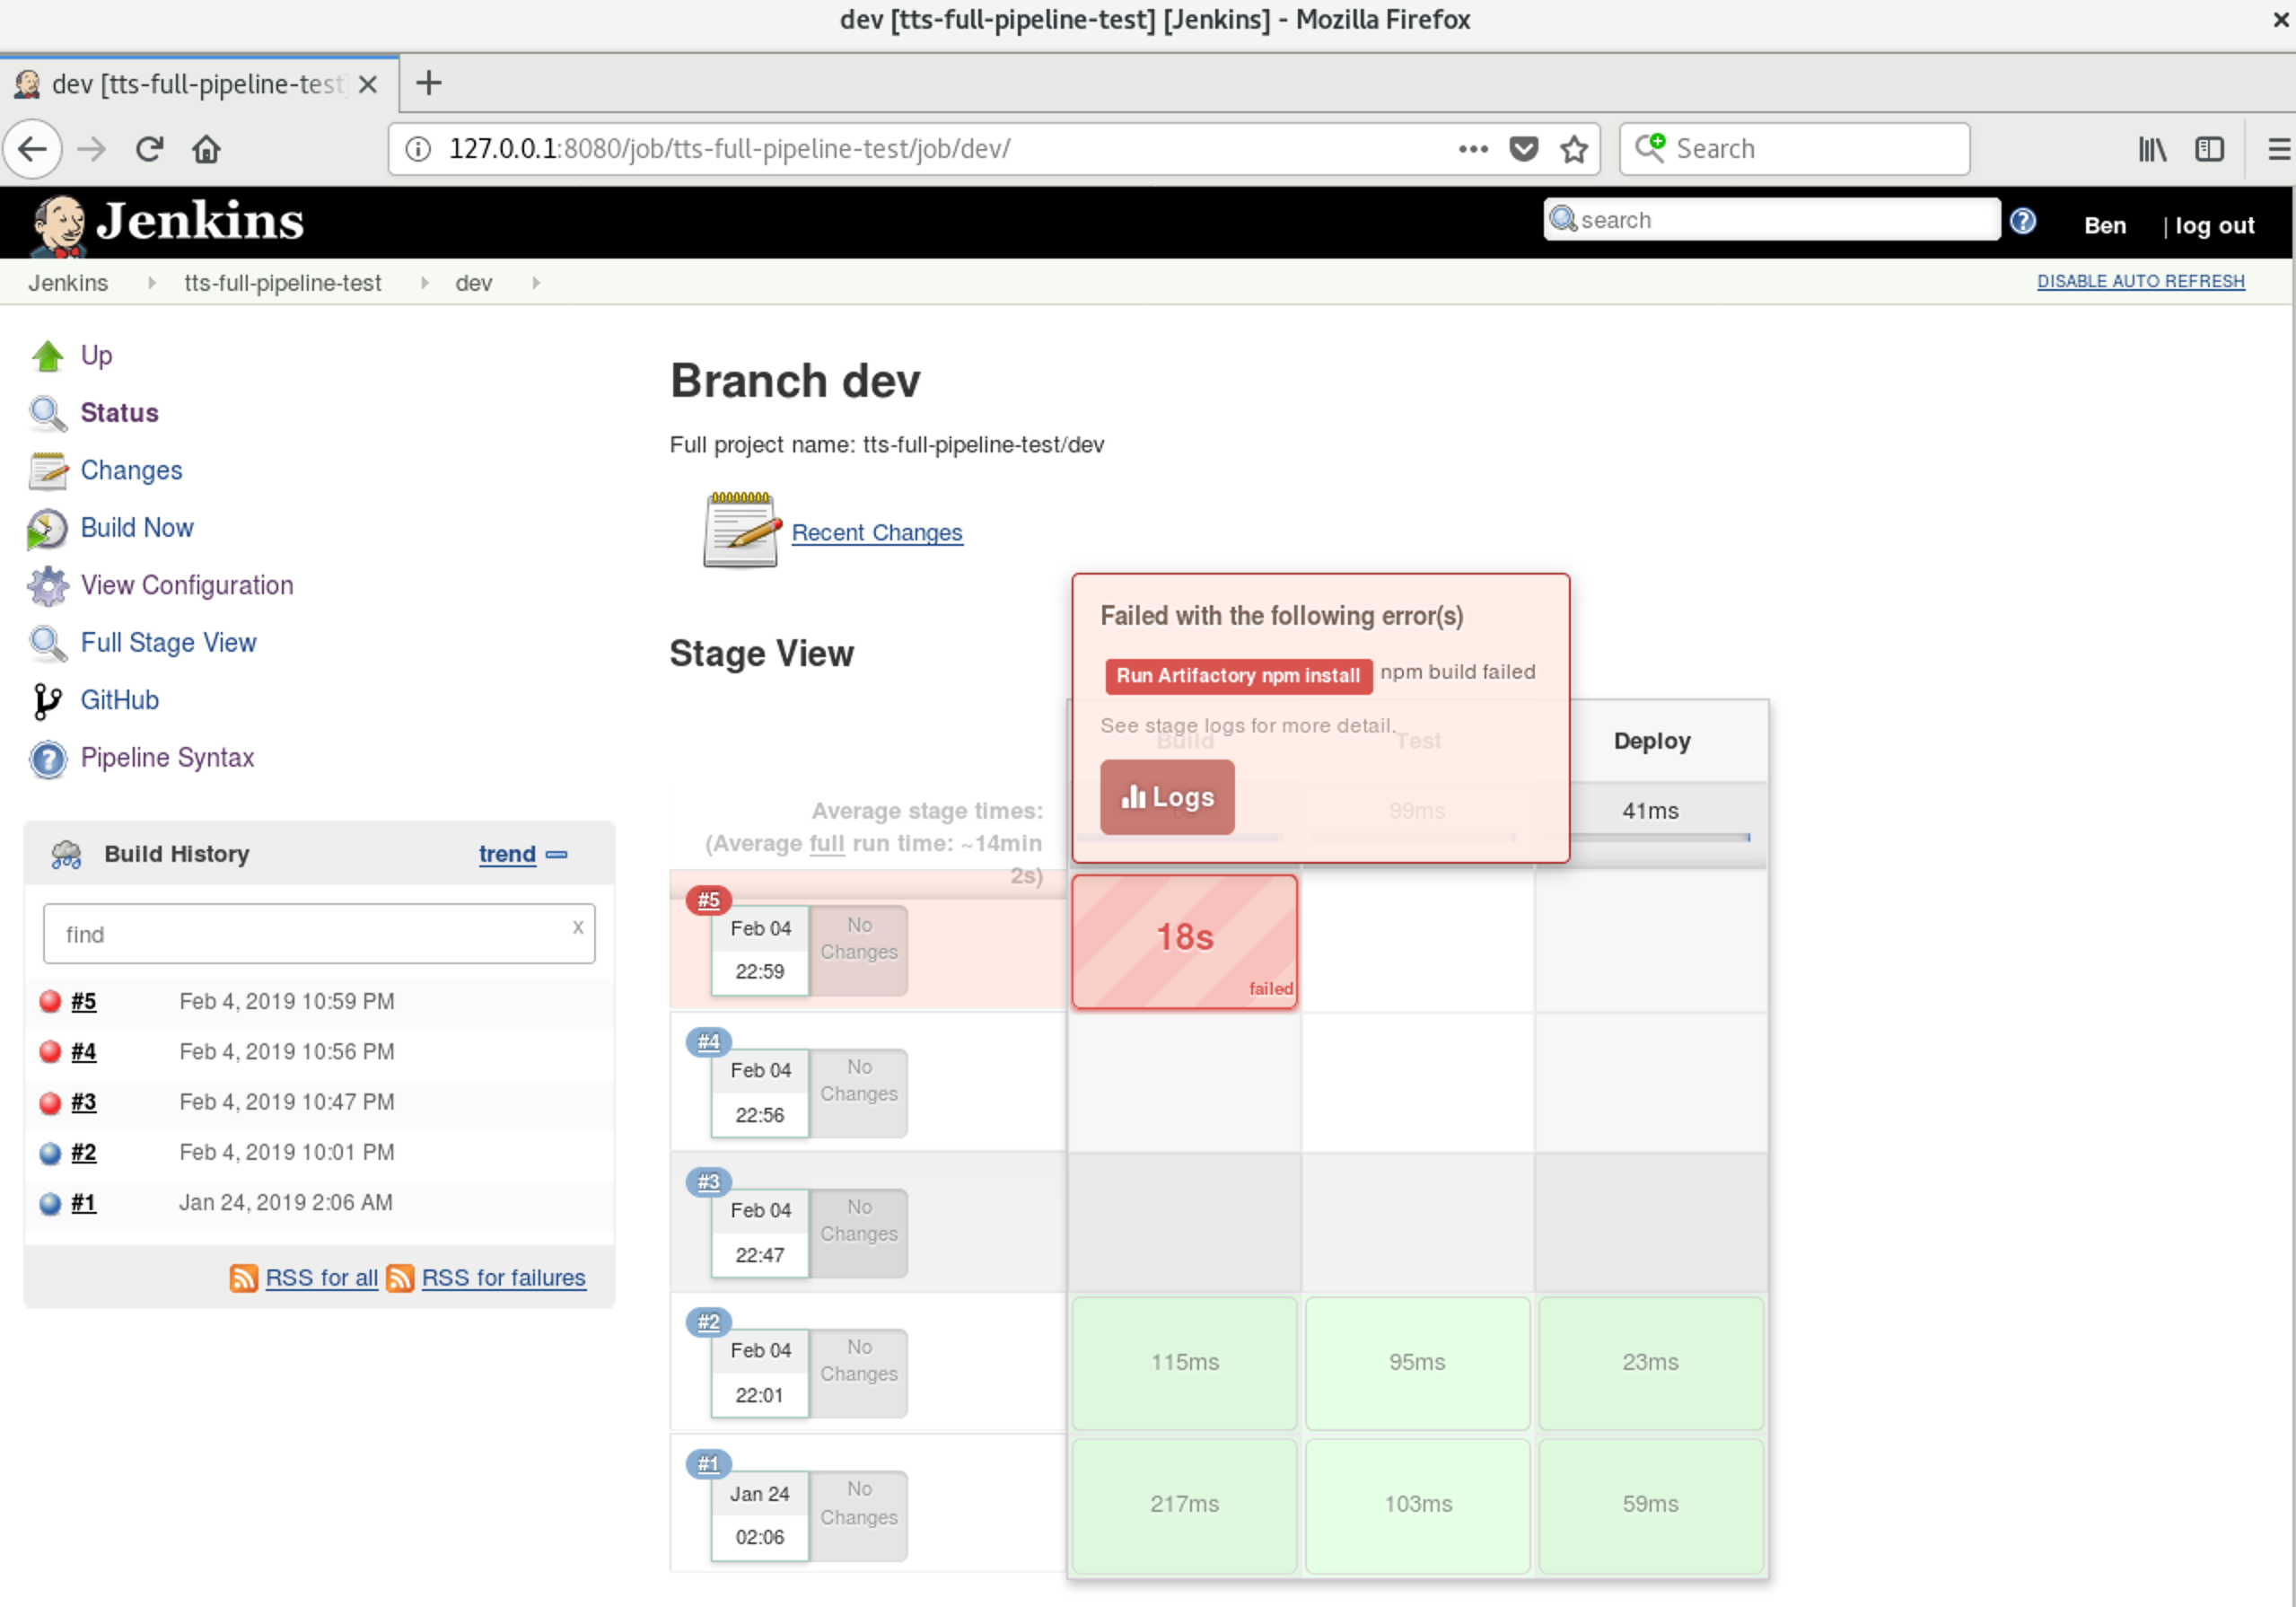 dev [tts-full-pipeline-test] [Jenkins] - Mozilla Firefox
dev [tts-full-pipeline-test]
127.0.0.1:8080/job/tts-full-pipeline-test/job/dev/
Search
Jenkins
search
Ben
| log out
Jenkins
tts-full-pipeline-test
dev
DISABLE AUTO REFRESH
Up
Status
Changes
Build Now
View Configuration
Full Stage View
GitHub
Pipeline Syntax
Build History
trend
find
x
#5 Feb 4, 2019 10:59 PM
#4 Feb 4, 2019 10:56 PM
#3 Feb 4, 2019 10:47 PM
#2 Feb 4, 2019 10:01 PM
#1 Jan 24, 2019 2:06 AM
RSS for all RSS for failures
Branch dev
Full project name: tts-full-pipeline-test/dev
Recent Changes
Stage View
Failed with the following error(s)
Run Artifactory npm install npm build failed
See stage logs for more detail.
Logs
Build
Test
Deploy
Average stage times:
(Average full run time: ~14min
2s)
99ms
41ms
#5
Feb 04
22:59
No
Changes
18s
failed
#4
Feb 04
22:56
No
Changes
#3
Feb 04
22:47
No
Changes
#2
Feb 04
22:01
No
Changes
115ms
95ms
23ms
#1
Jan 24
02:06
No
Changes
217ms
103ms
59ms